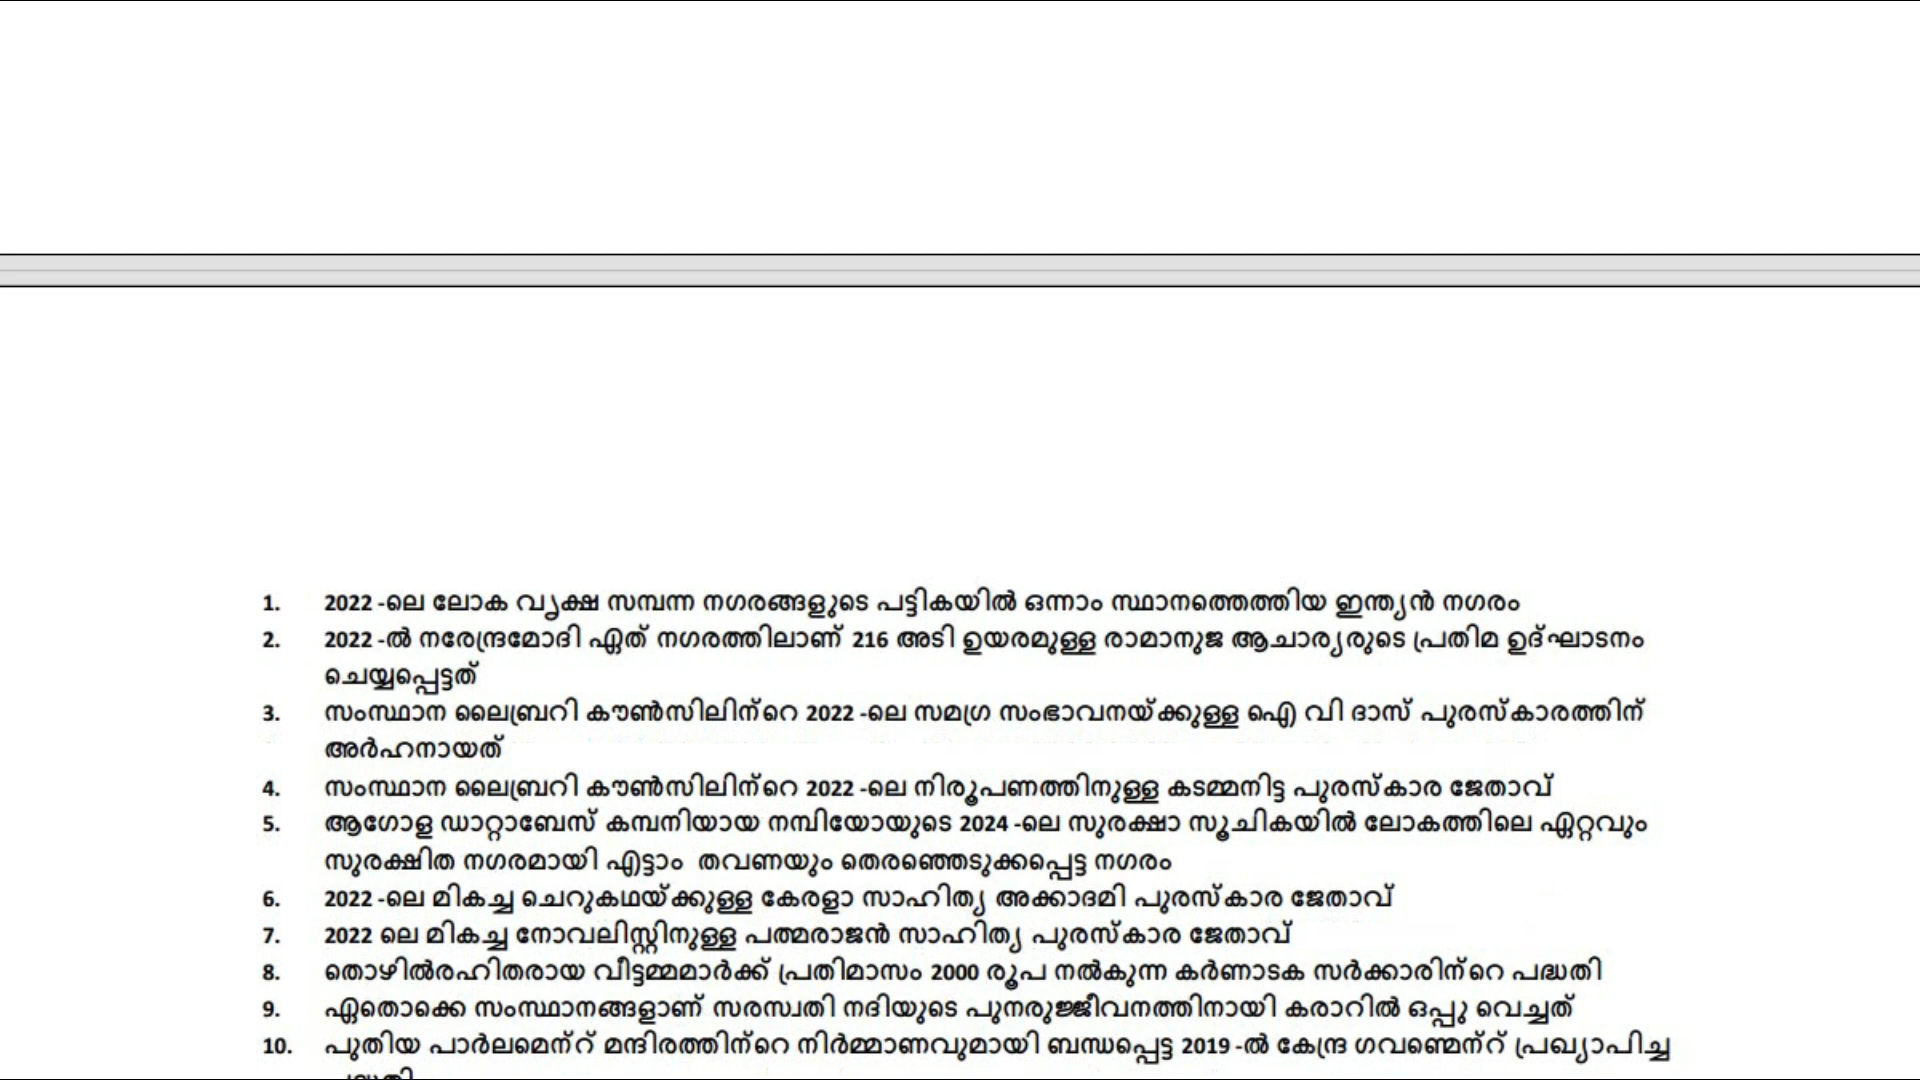 1. 2022 -ലെ ലോക വൃക്ഷ സമ്പന്ന നഗരങ്ങളുടെ പട്ടികയിൽ ഒന്നാം സ്ഥാനത്തെത്തിയ ഇന്ത്യൻ നഗരം
2. 2022 -ൽ നരേന്ദ്രമോദി ഏത് നഗരത്തിലാണ് 216 അടി ഉയരമുള്ള രാമാനുജ ആചാര്യരുടെ പ്രതിമ ഉദ്ഘാടനം
ചെയ്യപ്പെട്ടത്
3. സംസ്ഥാന ലൈബ്രറി കൗൺസിലിന്റെ 2022 -ലെ സമഗ്ര സംഭാവനയ്ക്കുള്ള ഐ വി ദാസ് പുരസ്കാരത്തിന്
അർഹനായത്
4. സംസ്ഥാന ലൈബ്രറി കൗൺസിലിന്റെ 2022 -ലെ നിരൂപണത്തിനുള്ള കടമ്മനിട്ട പുരസ്കാര ജേതാവ്
5. ആഗോള ഡാറ്റാബേസ് കമ്പനിയായ നമ്പിയോയുടെ 2024 -ലെ സുരക്ഷാ സൂചികയിൽ ലോകത്തിലെ ഏറ്റവും
സുരക്ഷിത നഗരമായി എട്ടാം തവണയും തെരഞ്ഞെടുക്കപ്പെട്ട നഗരം
6. 2022 -ലെ മികച്ച ചെറുകഥയ്ക്കുള്ള കേരളാ സാഹിത്യ അക്കാദമി പുരസ്കാര ജേതാവ്
7. 2022 ലെ മികച്ച നോവലിസ്റ്റിനുള്ള പത്മരാജൻ സാഹിത്യ പുരസ്കാര ജേതാവ്
8. തൊഴിൽരഹിതരായ വീട്ടമ്മമാർക്ക് പ്രതിമാസം 2000 രൂപ നൽകുന്ന കർണാടക സർക്കാരിന്റെ പദ്ധതി
9. ഏതൊക്കെ സംസ്ഥാനങ്ങളാണ് സരസ്വതി നദിയുടെ പുനരുജ്ജീവനത്തിനായി കരാറിൽ ഒപ്പു വെച്ചത്
10. പുതിയ പാർലമെന്റ് മന്ദിരത്തിന്റെ നിർമ്മാണവുമായി ബന്ധപ്പെട്ട 2019 -ൽ കേന്ദ്ര ഗവണ്മെന്റ് പ്രഖ്യാപിച്ച